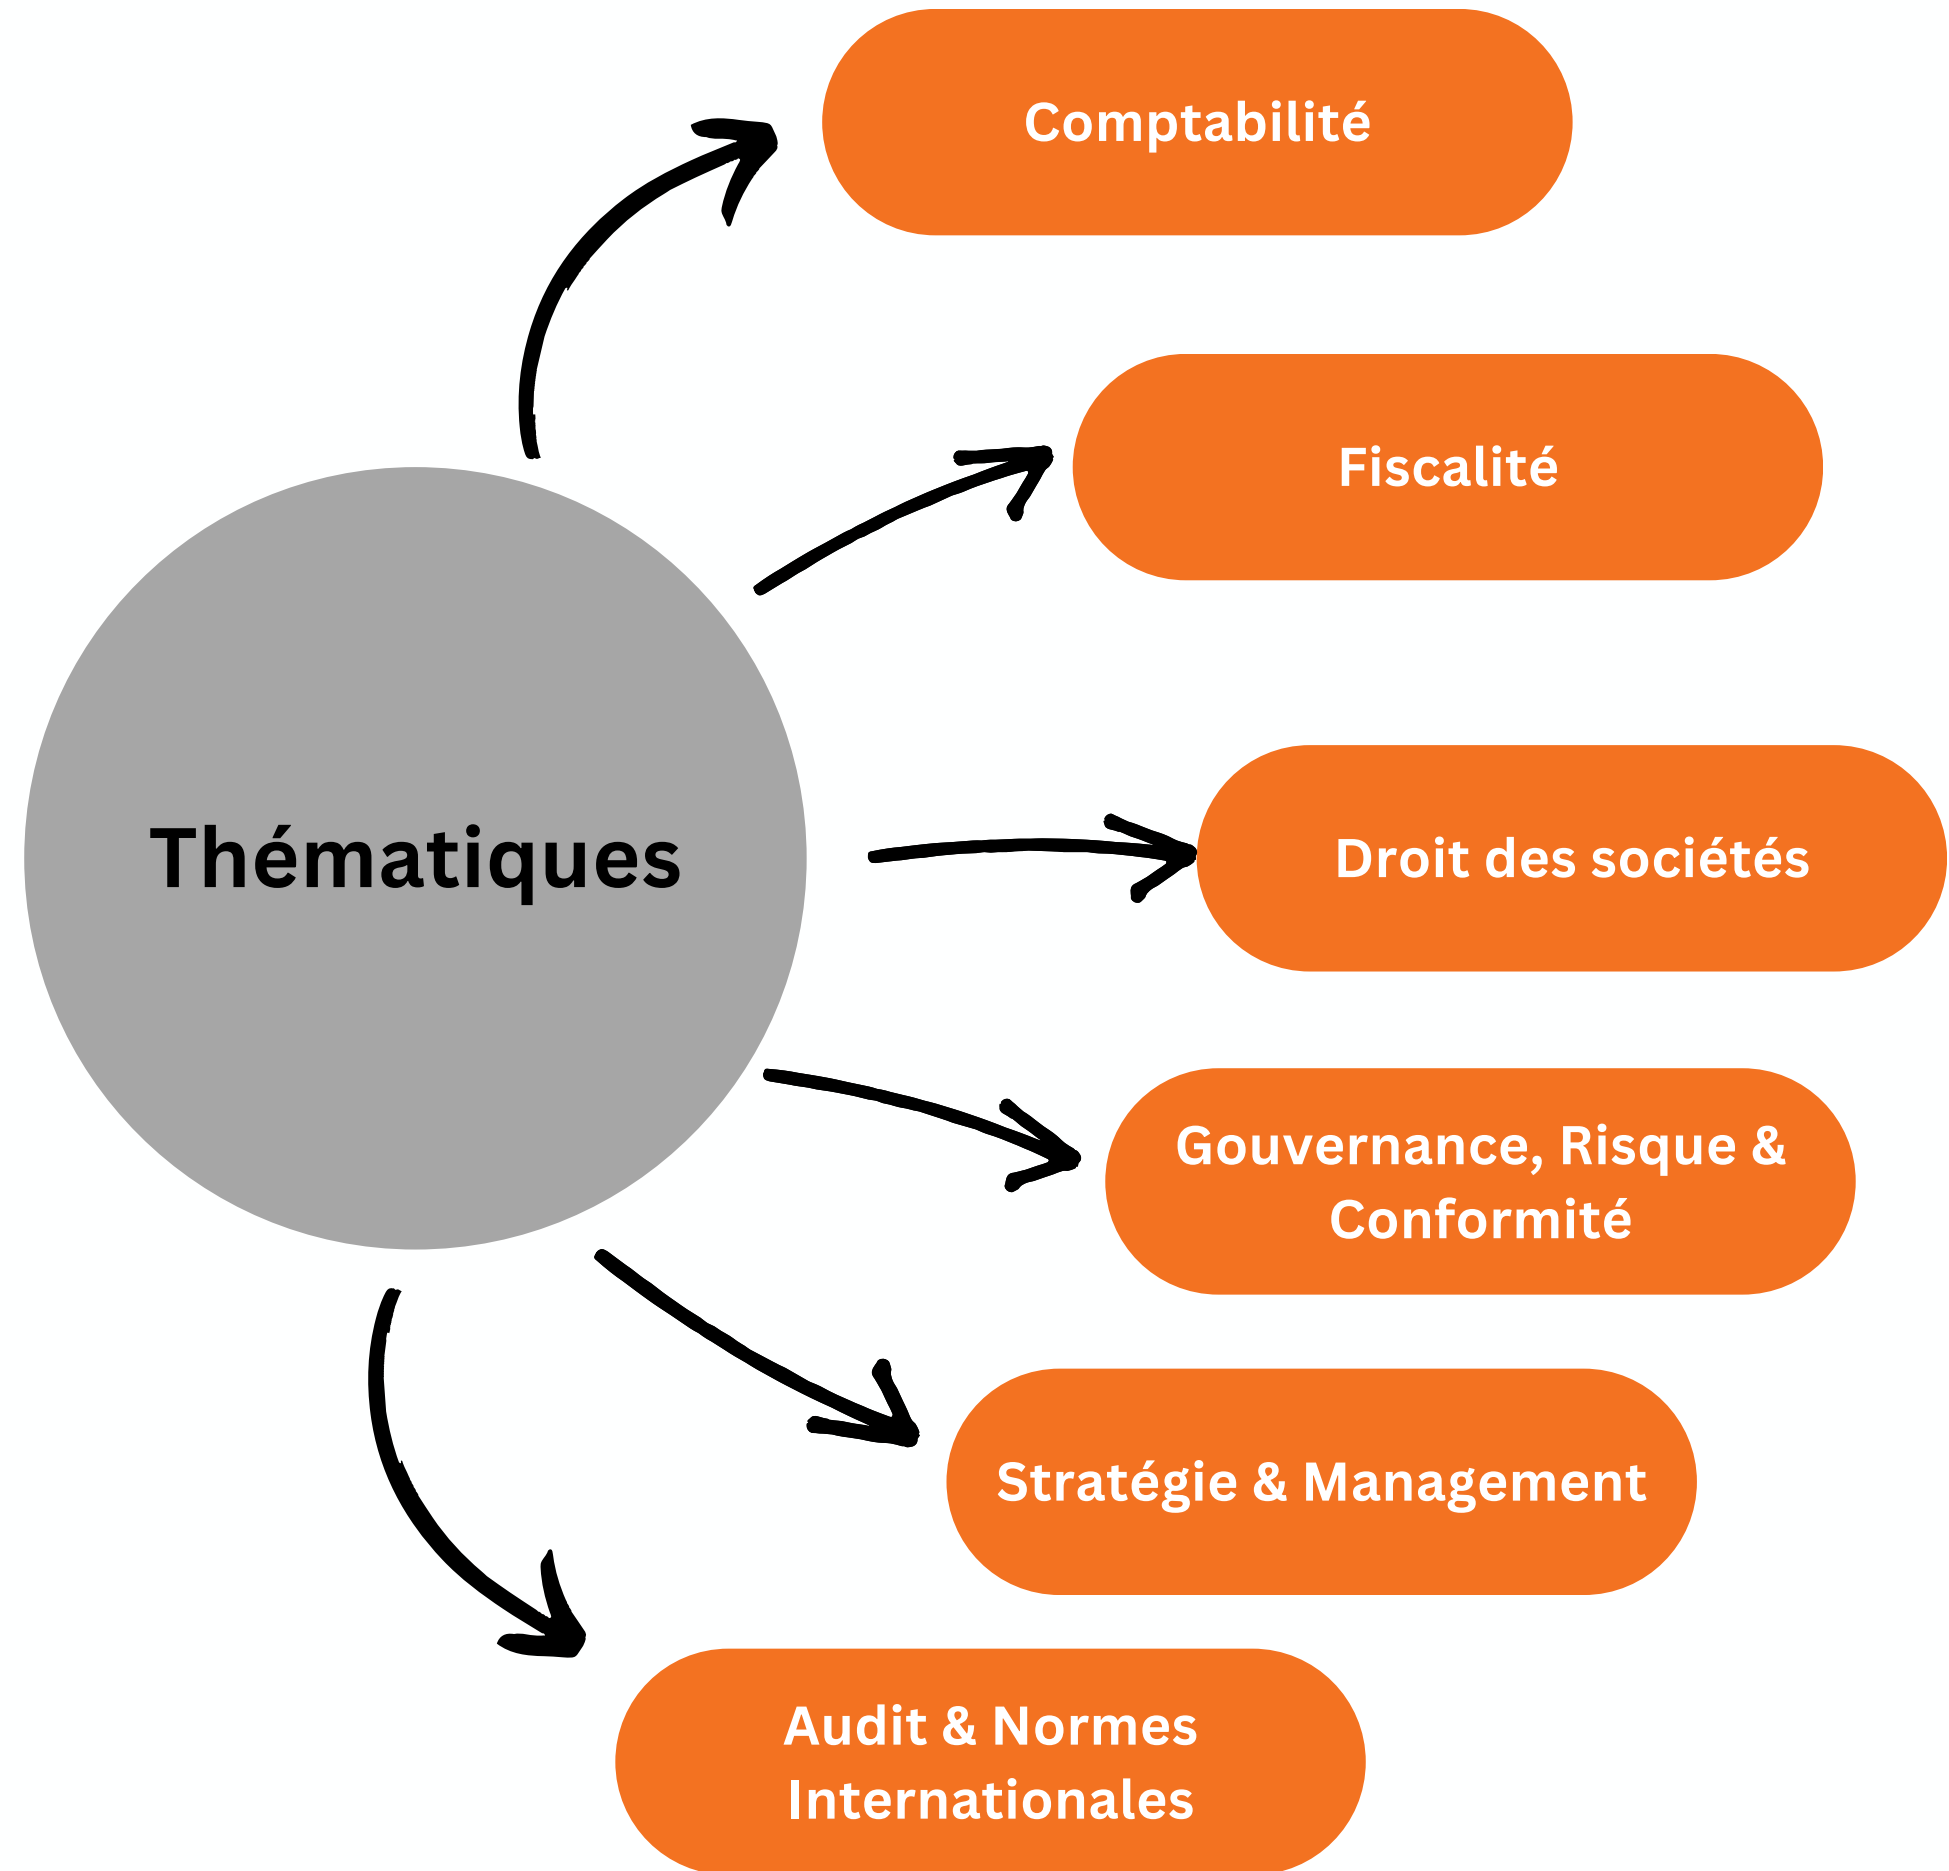 Comptabilité
Fiscalité
Thématiques
Droit des sociétés
Gouvernance, Risque &
Conformité
Stratégie & Management
Audit & Normes
Internationales